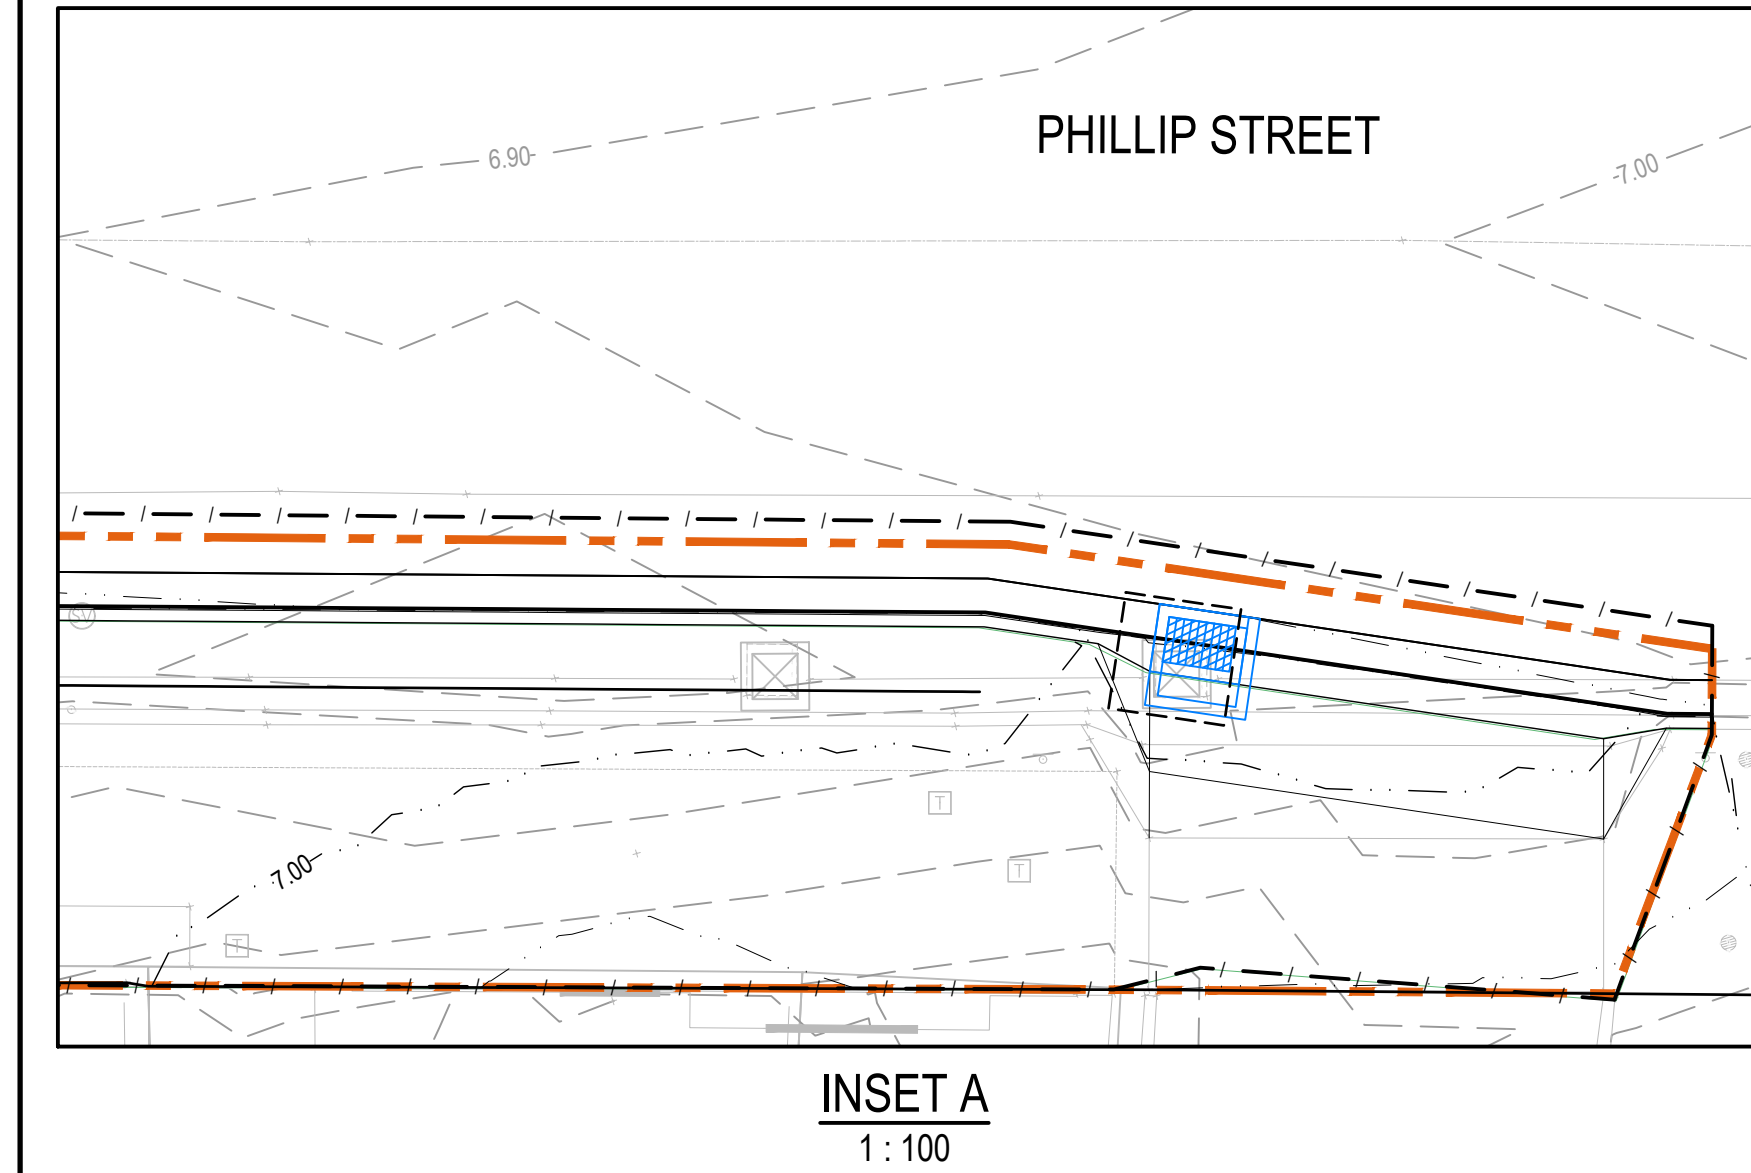 PHILLIP STREET
6.90
7.00
SV
T
T
7.00
T
INSET A
1 : 100